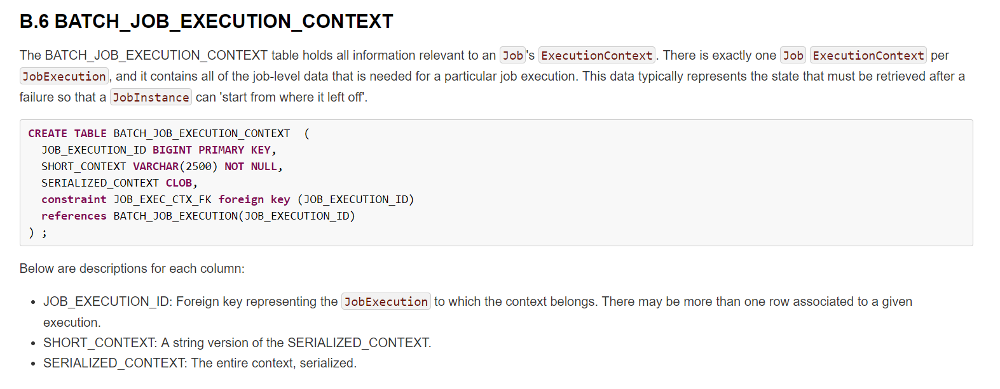 B.6 BATCH_JOB_EXECUTION_CONTEXT
The BATCH_JOB_EXECUTION_CONTEXT table holds all information relevant to an Job's ExecutionContext. There is exactly one Job ExecutionContext per
JobExecution, and it contains all of the job-level data that is needed for a particular job execution. This data typically represents the state that must be retrieved after a
failure so that a JobInstance can 'start from where it left off'.
CREATE TABLE BATCH_JOB_EXECUTION_CONTEXT  (
  JOB_EXECUTION_ID BIGINT PRIMARY KEY,
  SHORT_CONTEXT VARCHAR(2500) NOT NULL,
  SERIALIZED_CONTEXT CLOB,
  constraint JOB_EXEC_CTX_FK foreign key (JOB_EXECUTION_ID)
  references BATCH_JOB_EXECUTION(JOB_EXECUTION_ID)
) ;
Below are descriptions for each column:
• JOB_EXECUTION_ID: Foreign key representing the JobExecution to which the context belongs. There may be more than one row associated to a given
execution.
• SHORT_CONTEXT: A string version of the SERIALIZED_CONTEXT.
• SERIALIZED_CONTEXT: The entire context, serialized.